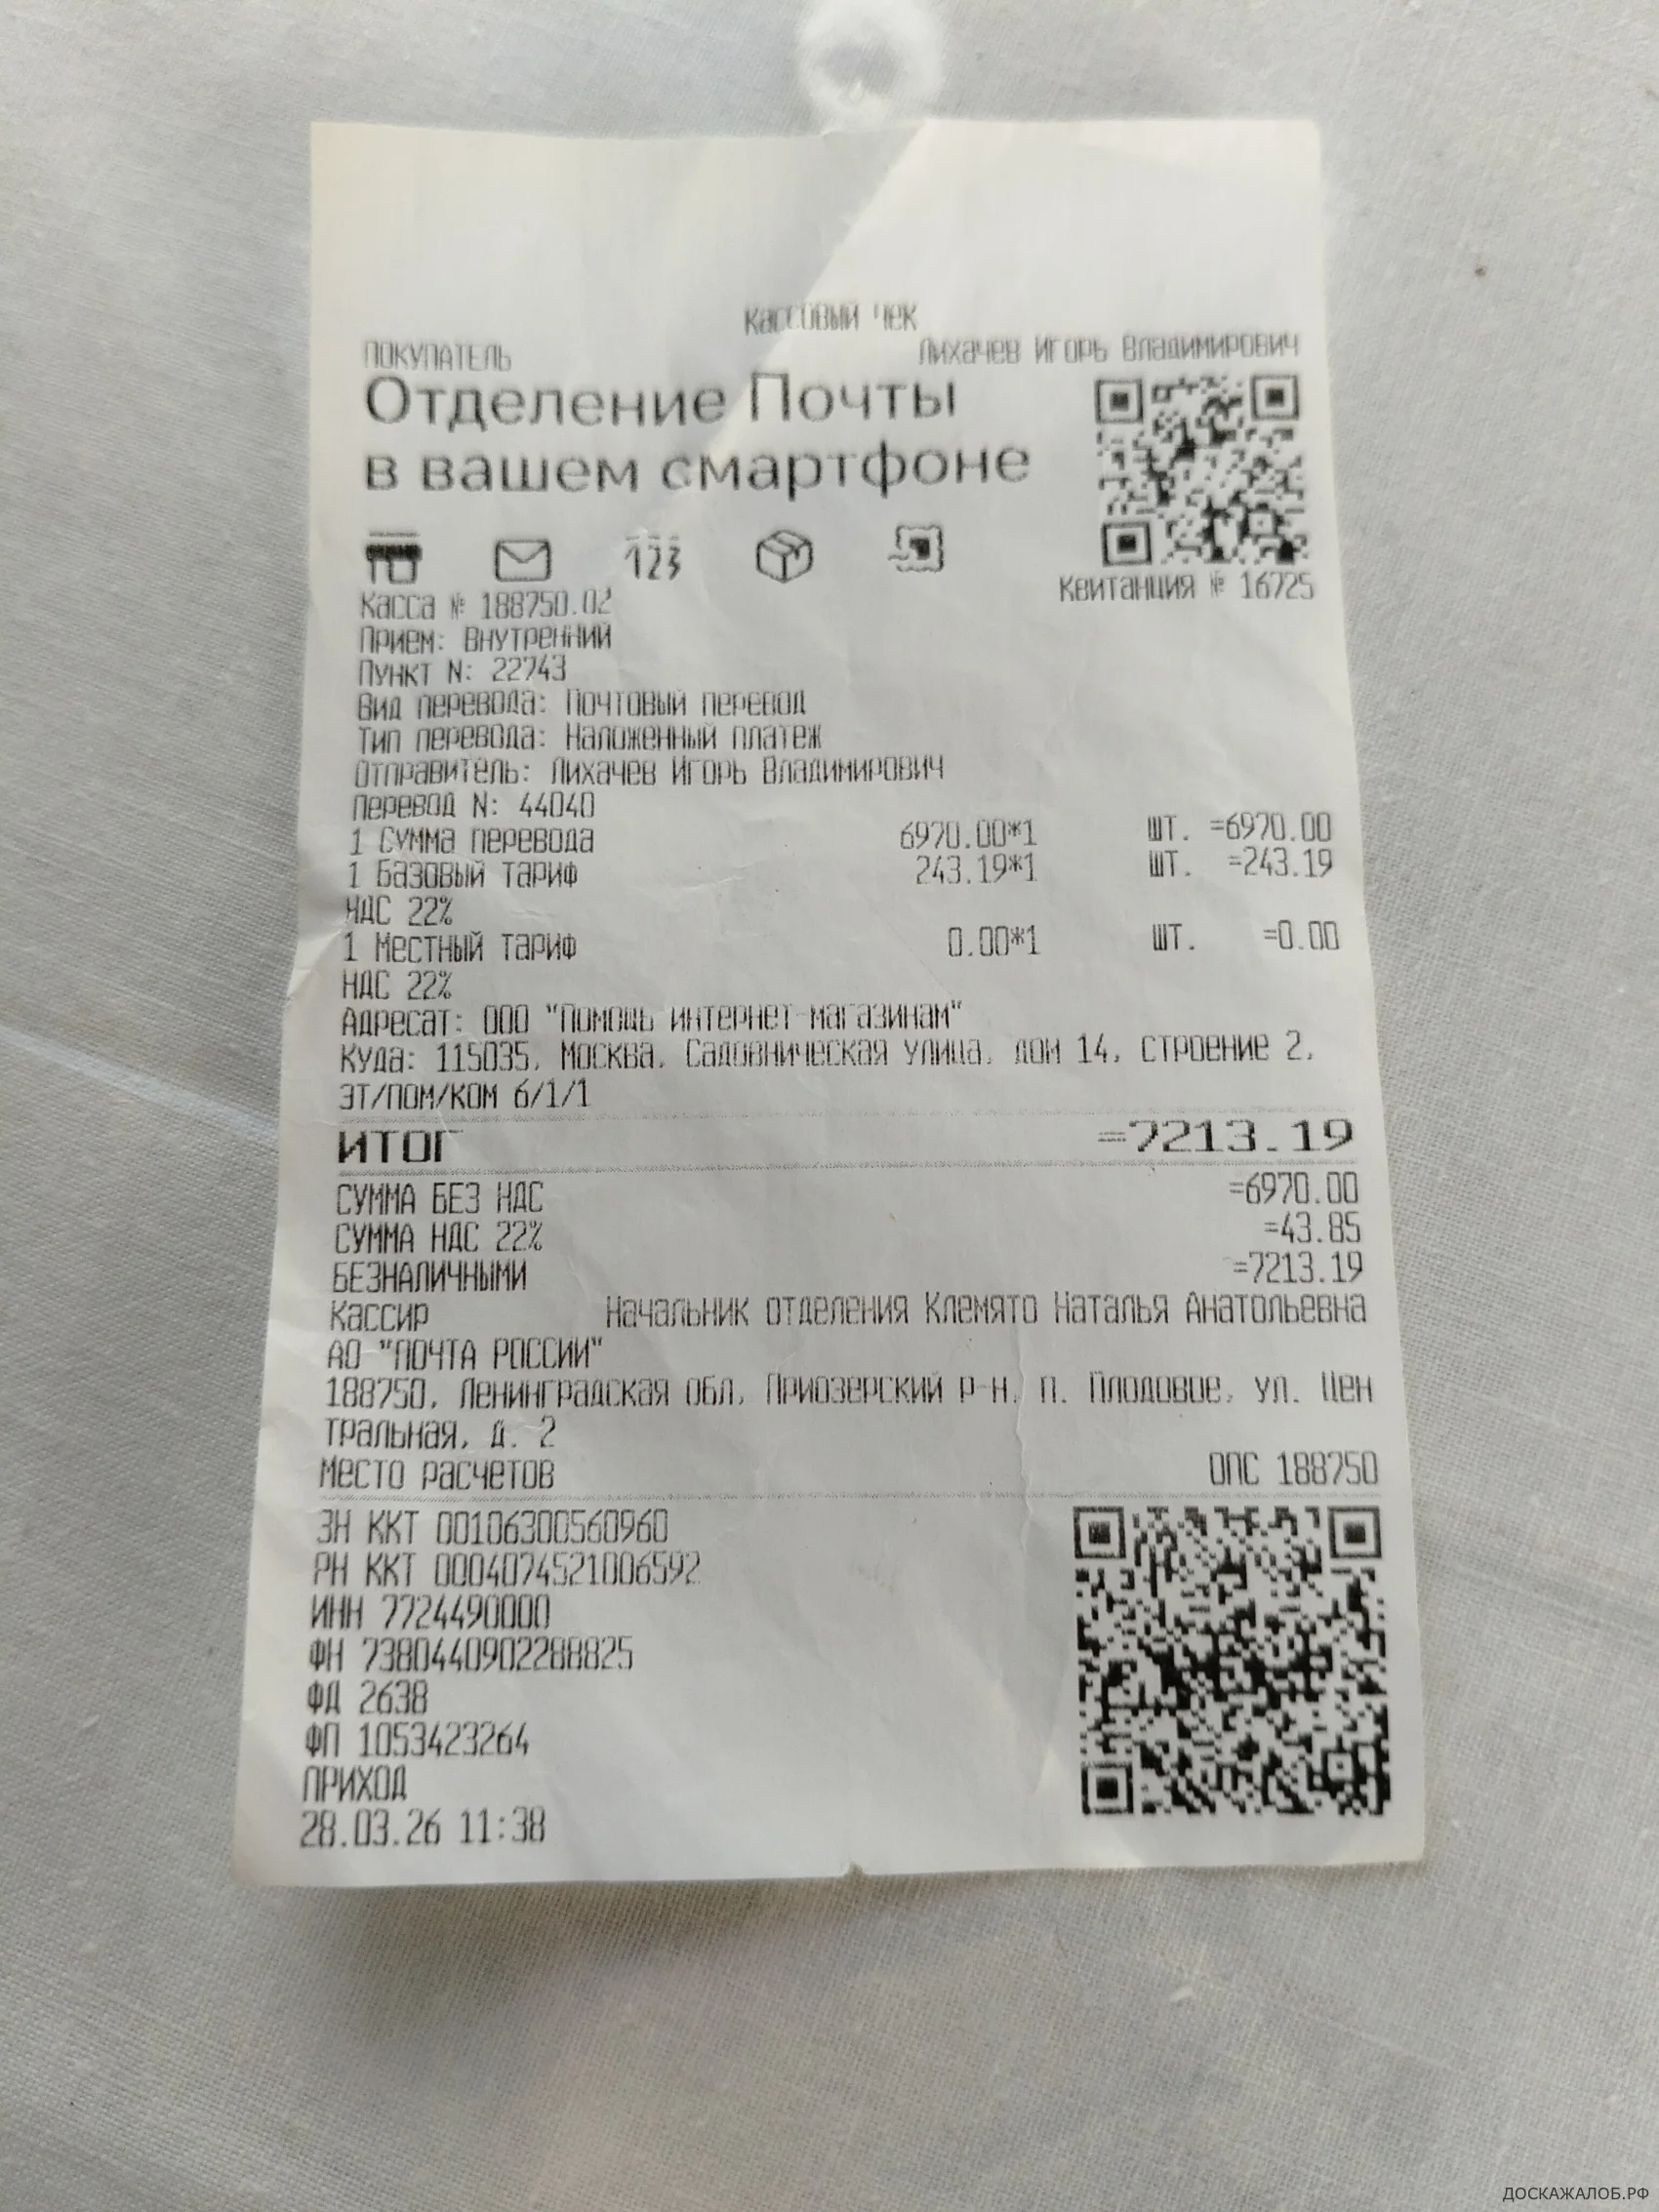 КАССОВЫЙ ЧЕК
ПОКУПАТЕЛЬ Лихачев Игорь Владимирович
Отделение Почты
в вашем смартфоне
123
Квитанция № 16725
Касса № 188750.02
Прием: Внутренний
Пункт N: 22743
Вид перевода: Почтовый перевод
Тип перевода: Наложенный платеж
Отправитель: Лихачев Игорь Владимирович
Перевод N: 44040
1 Сумма перевода 6970.00*1 шт. =6970.00
1 Базовый тариф 243.19*1 шт. =243.19
НДС 22%
1 Местный тариф 0.00*1 шт. =0.00
НДС 22%
Адресат: ООО "Помощь интернет-магазинам"
Куда: 115035, Москва, Садовническая улица, дом 14, строение 2,
эт/пом/ком 6/1/1
ИТОГ =7213.19
СУММА БЕЗ НДС =6970.00
СУММА НДС 22% =43.85
БЕЗНАЛИЧНЫМИ =7213.19
Кассир Начальник отделения Клемято Наталья Анатольевна
АО "ПОЧТА РОССИИ"
188750, Ленинградская обл, Приозерский р-н, п. Плодовое, ул. Цен
тральная, д. 2
Место расчетов ОПС 188750
ЗН ККТ 00106300560960
РН ККТ 0004074521006592
ИНН 7724490000
ФН 7380440902288825
ФД 2638
ФП 1053423264
ПРИХОД
28.03.26 11:38
ДОСКАЖАЛОБ.РФ